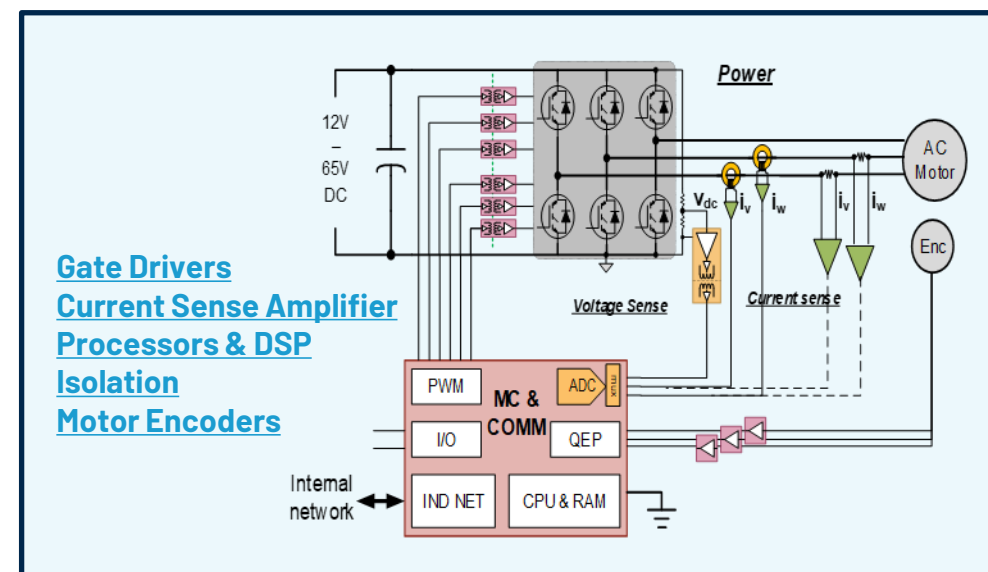 Power
12V
–
65V
DC
AC
Motor
Vdc
iv
iw
iv
iw
Enc
Gate Drivers
Current Sense Amplifier
Processors & DSP
Isolation
Motor Encoders
Voltage Sense
Current sense
PWM
ADC
mux
MC &
COMM
I/O
QEP
Internal
network
IND NET
CPU & RAM